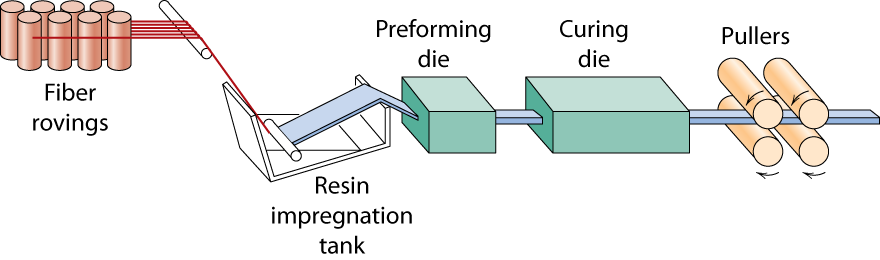 Fiber
rovings
Resin
impregnation
tank
Preforming
die
Curing
die
Pullers